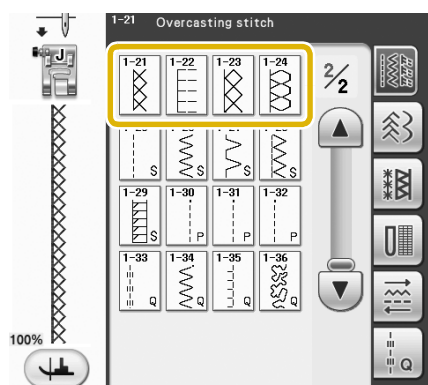 1-21 Overcasting stitch
J
1-21 1-22 1-23 1-24
2/2
S S S S
1-29 1-30 1-31 1-32
S P P P
1-33 1-34 1-35 1-36
Q Q Q Q
100%
Q